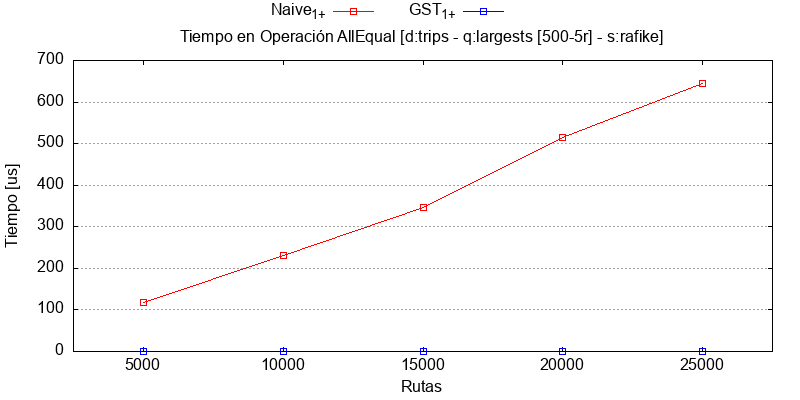 Naive1+ GST1+
Tiempo en Operación AllEqual [d:trips - q:largests [500-5r] - s:rafike]
700
600
500
400
300
200
100
0
Tiempo [us]
5000 10000 15000 20000 25000
Rutas